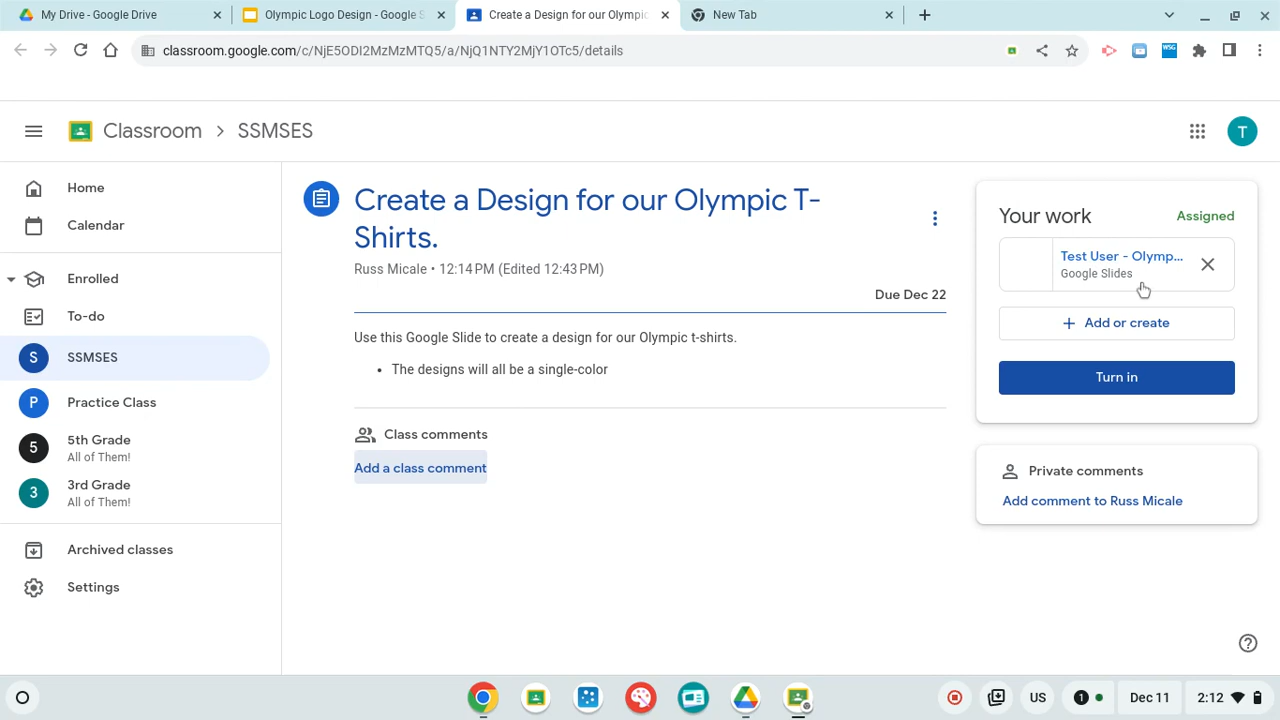 My Drive - Google Drive
Olympic Logo Design - Google S
Create a Design for our Olympic
New Tab
classroom.google.com/c/NjE5ODI2MzMzMTQ5/a/NjQ1NTY2MjY1OTc5/details
WSG
Classroom > SSMSES
T
Home
Calendar
Enrolled
To-do
S SSMSES
P Practice Class
5 5th Grade
All of Them!
3 3rd Grade
All of Them!
Archived classes
Settings
Create a Design for our Olympic T-
Shirts.
Russ Micale • 12:14 PM (Edited 12:43 PM)
Due Dec 22
Use this Google Slide to create a design for our Olympic t-shirts.
• The designs will all be a single-color
Class comments
Add a class comment
Your work Assigned
Test User - Olymp...
Google Slides
+ Add or create
Turn in
Private comments
Add comment to Russ Micale
US 1 Dec 11 2:12